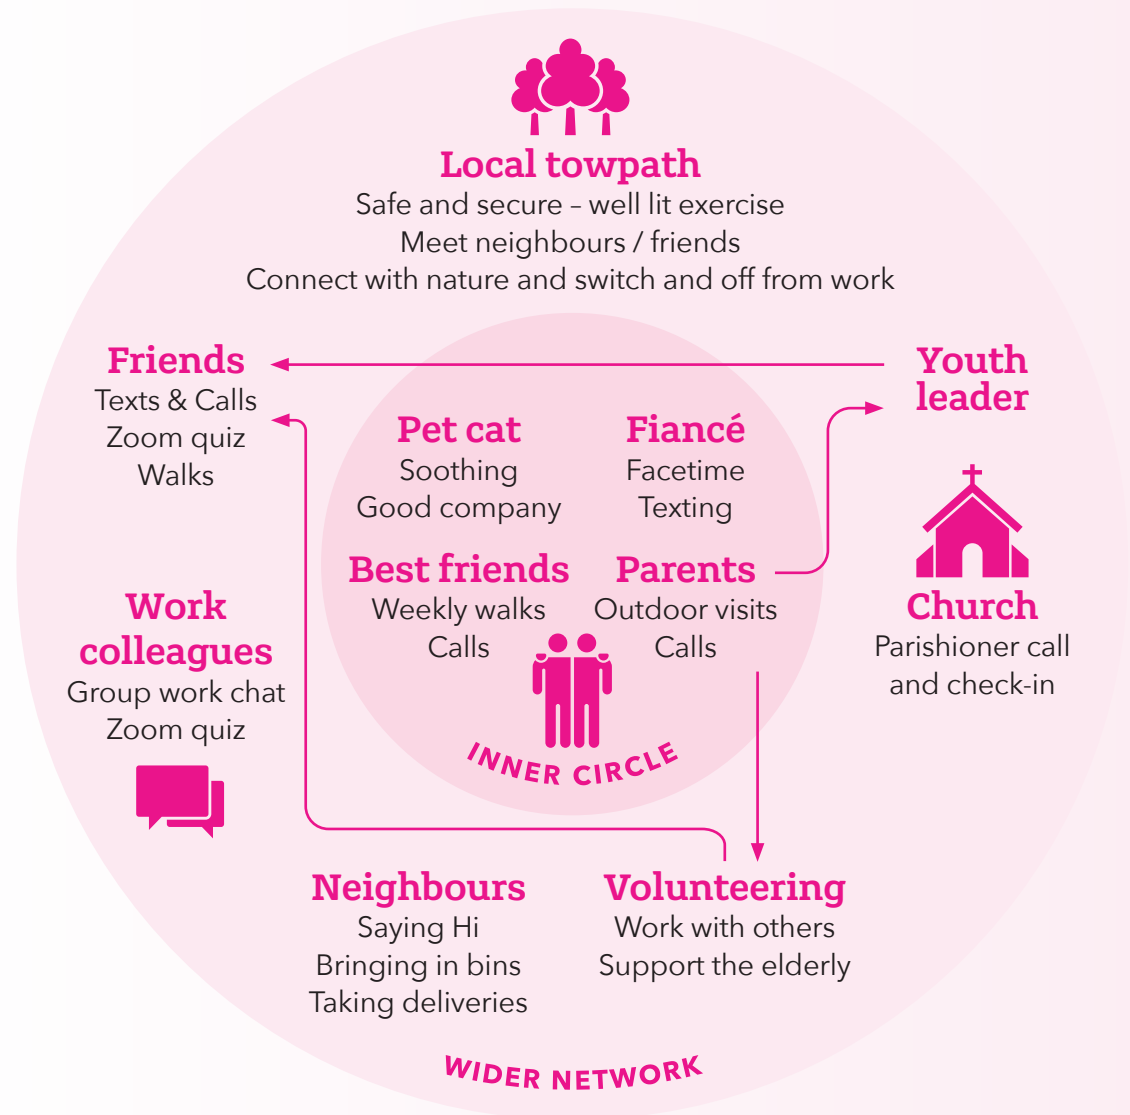 Local towpath
Safe and secure – well lit exercise
Meet neighbours / friends
Connect with nature and switch and off from work
Friends
Texts & Calls
Zoom quiz
Walks
Youth
leader
Pet cat
Soothing
Good company
Fiancé
Facetime
Texting
Best friends
Weekly walks
Calls
Parents
Outdoor visits
Calls
INNER CIRCLE
Work
colleagues
Group work chat
Zoom quiz
Church
Parishioner call
and check-in
Neighbours
Saying Hi
Bringing in bins
Taking deliveries
Volunteering
Work with others
Support the elderly
WIDER NETWORK